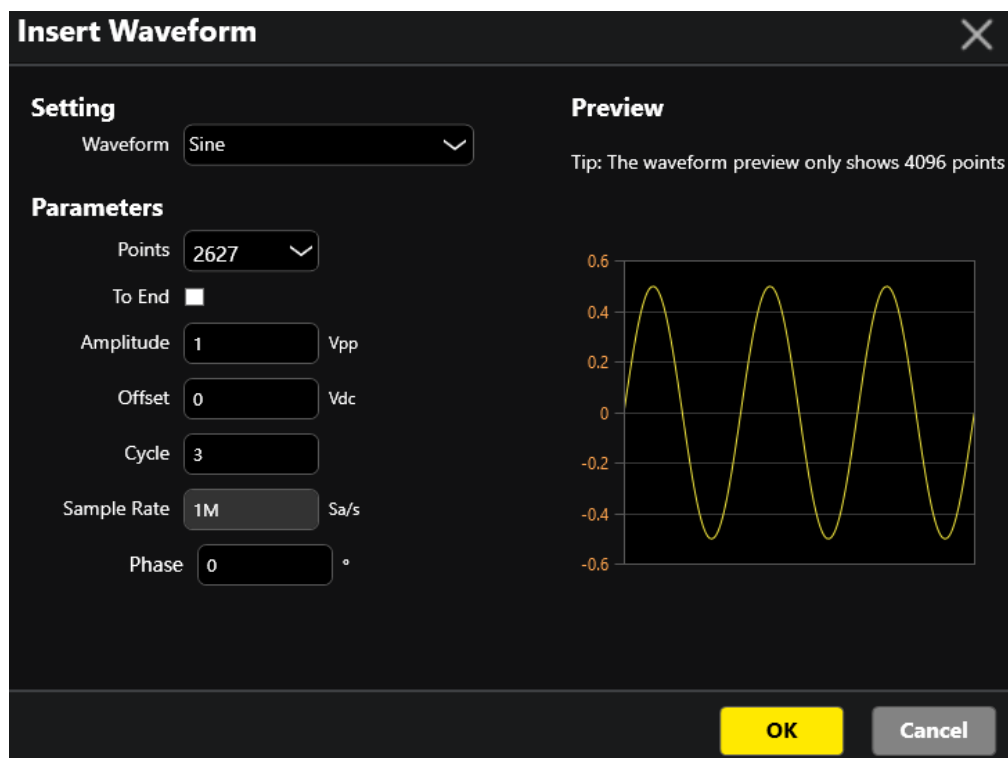 Insert Waveform
Setting
Waveform Sine
Parameters
Points 2627
To End
Amplitude 1 Vpp
Offset 0 Vdc
Cycle 3
Sample Rate 1M Sa/s
Phase 0 °
Preview
Tip: The waveform preview only shows 4096 points
0.6
0.4
0.2
0
-0.2
-0.4
-0.6
OK Cancel